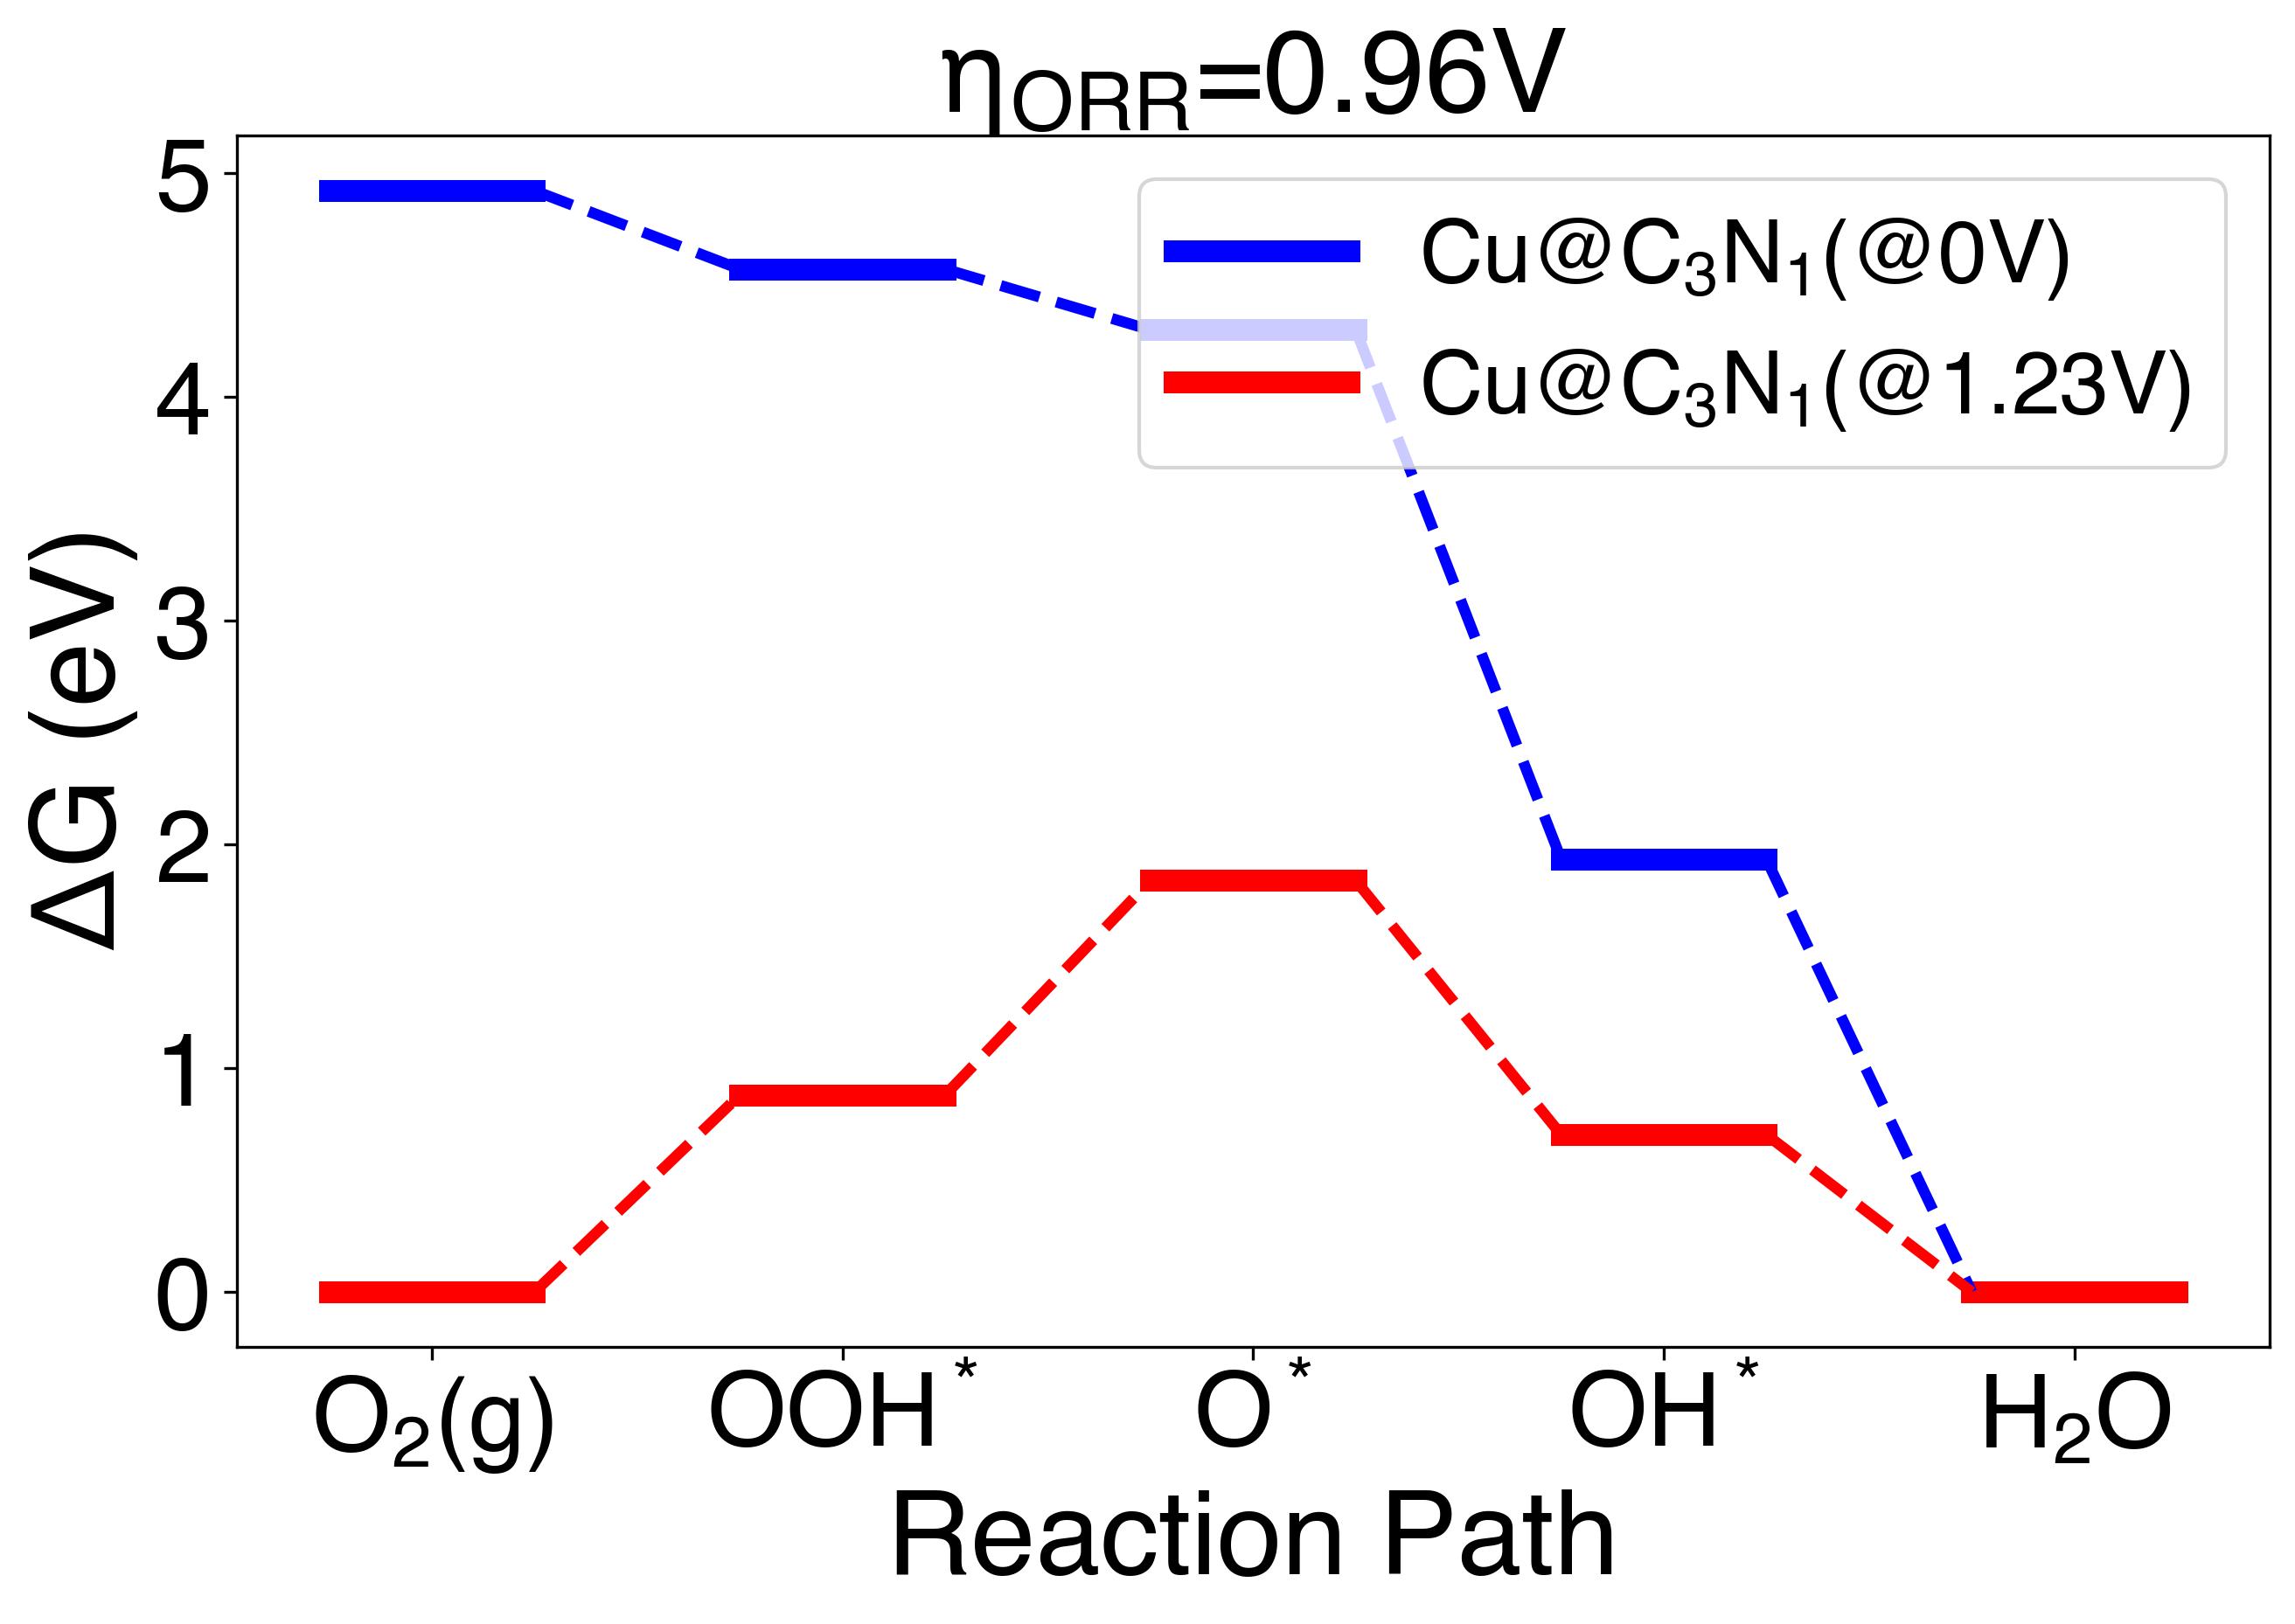 η_ORR=0.96V
Cu@C₃N₁(@0V)
Cu@C₃N₁(@1.23V)
ΔG (eV)
5
4
3
2
1
0
O₂(g) OOH* O* OH* H₂O
Reaction Path